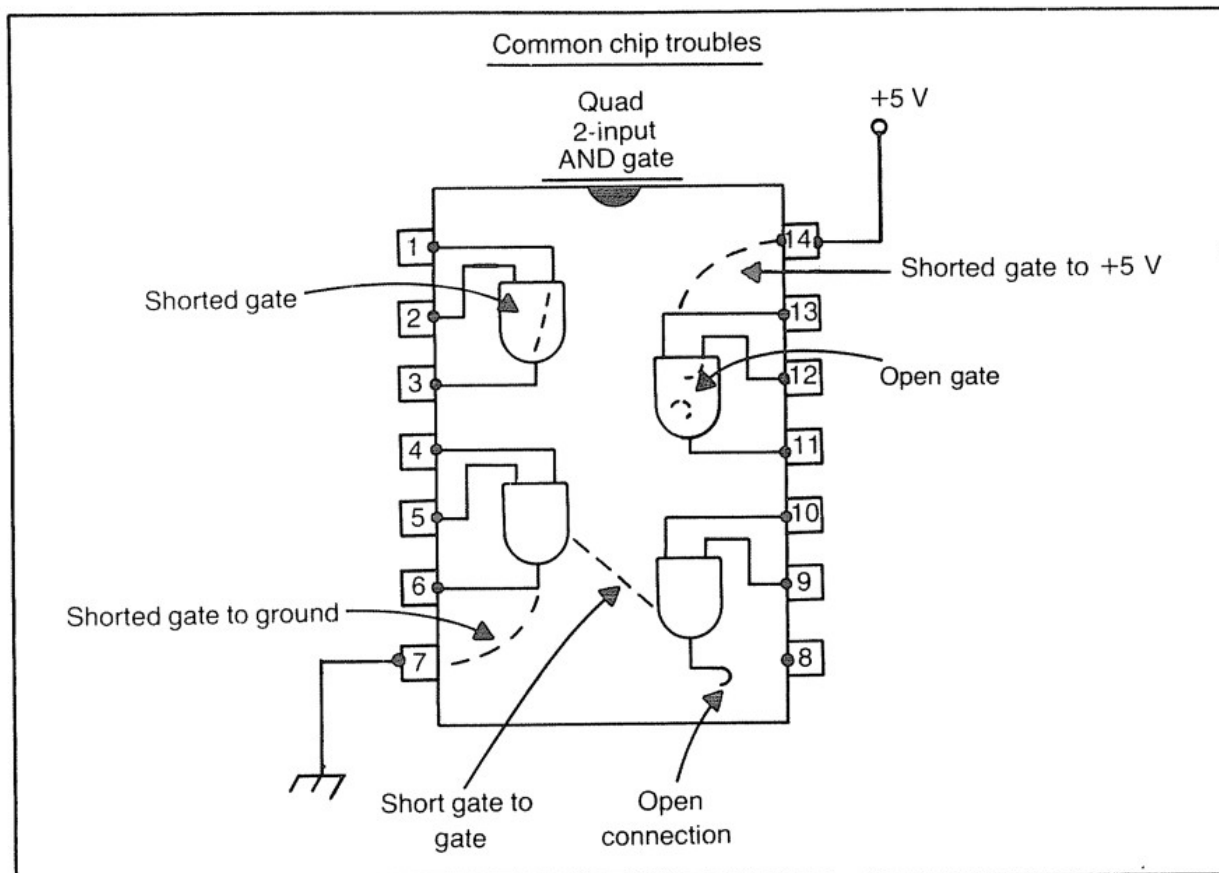 Common chip troubles
Quad
2-input
AND gate
+5 V
1
14
Shorted gate to +5 V
Shorted gate
2
13
3
12
Open gate
4
11
5
10
6
9
Shorted gate to ground
7
8
Short gate to
gate
Open
connection